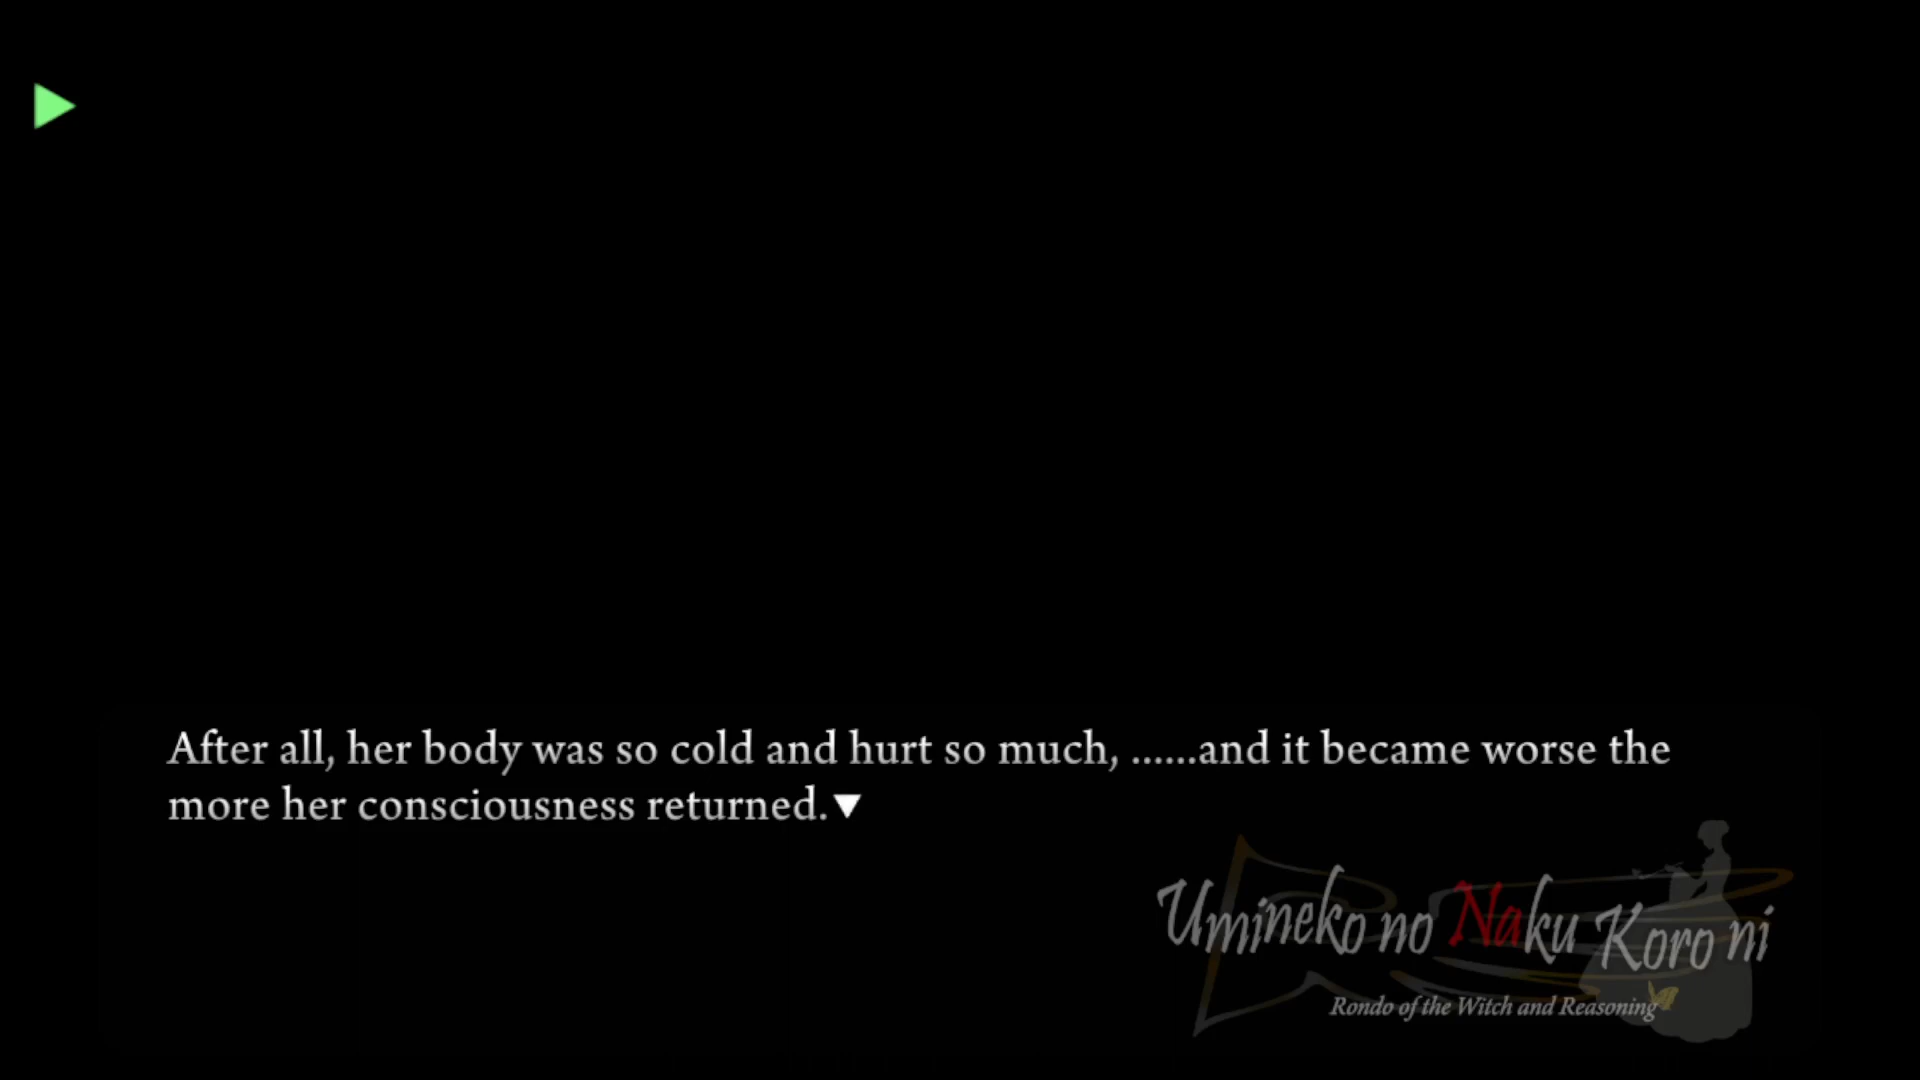 After all, her body was so cold and hurt so much, ......and it became worse the
more her consciousness returned.
Umineko no Naku Koro ni
Rondo of the Witch and Reasoning